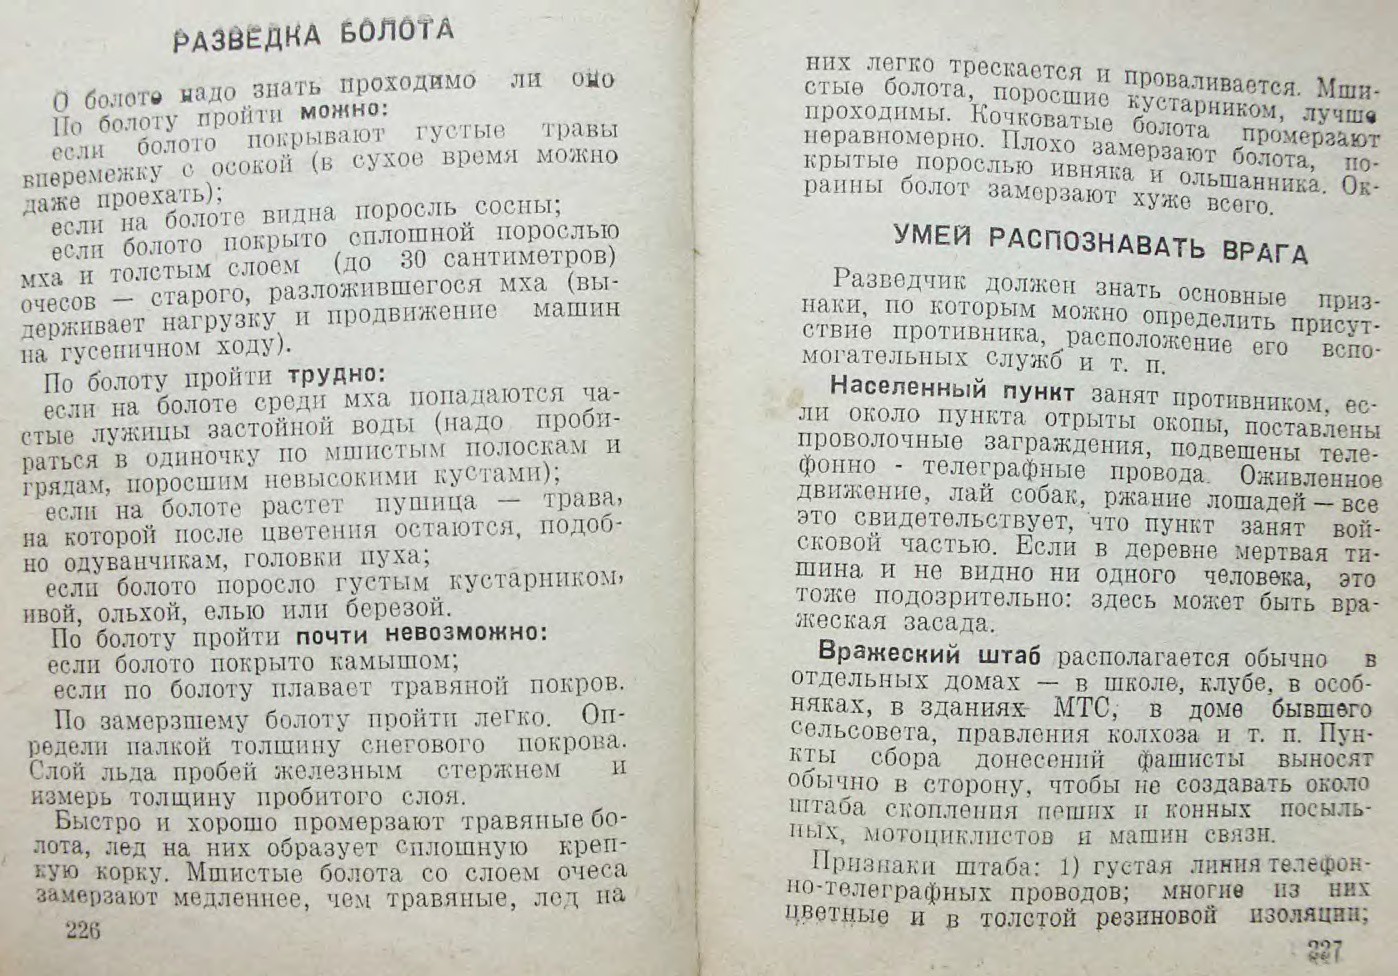 РАЗВЕДКА БОЛОТА
О болоте надо знать проходимо ли оно
По болоту пройти можно:
если болото покрывают густые травы
вперемежку с осокой (в сухое время можно
даже проехать);
если на болоте видна поросль сосны;
если болото покрыто сплошной порослью
мха и толстым слоем (до 30 сантиметров)
очесов — старого, разложившегося мха (вы-
держивает нагрузку и продвижение машин
на гусеничном ходу).
По болоту пройти трудно:
если на болоте среди мха попадаются ча-
стые лужицы застойной воды (надо проби-
раться в одиночку по мшистым полоскам и
грядам, поросшим невысокими кустами);
если на болоте растет пушица — трава,
на которой после цветения остаются, подоб-
но одуванчикам, головки пуха;
если болото поросло густым кустарником,
ивой, ольхой, елью или березой.
По болоту пройти почти невозможно:
если болото покрыто камышом;
если по болоту плавает травяной покров.
По замерзшему болоту пройти легко. Оп-
редели палкой толщину снегового покрова.
Слой льда пробей железным стержнем и
измерь толщину пробитого слоя.
Быстро и хорошо промерзают травяные бо-
лота, лед на них образует сплошную креп-
кую корку. Мшистые болота со слоем очеса
замерзают медленнее, чем травяные, лед на
226
них легко трескается и проваливается. Мши-
стые болота, поросшие кустарником, лучше
проходимы. Кочковатые болота промерзают
неравномерно. Плохо замерзают болота, по-
крытые порослью ивняка и ольшанника. Ок-
раины болот замерзают хуже всего.
УМЕЙ РАСПОЗНАВАТЬ ВРАГА
Разведчик должен знать основные приз-
наки, по которым можно определить присут-
ствие противника, расположение его вспо-
могательных служб и т. п.
Населенный пункт занят противником, ес-
ли около пункта отрыты окопы, поставлены
проволочные заграждения, подвешены теле-
фонно - телеграфные провода. Оживленное
движение, лай собак, ржание лошадей — все
это свидетельствует, что пункт занят вой-
сковой частью. Если в деревне мертвая ти-
шина и не видно ни одного человека, это
тоже подозрительно: здесь может быть вра-
жеская засада.
Вражеский штаб располагается обычно в
отдельных домах — в школе, клубе, в особ-
няках, в зданиях МТС, в доме бывшего
сельсовета, правления колхоза и т. п. Пун-
кты сбора донесений фашисты выносят
обычно в сторону, чтобы не создавать около
штаба скопления пеших и конных посыль-
ных, мотоциклистов и машин связи.
Признаки штаба: 1) густая линия телефон-
но-телеграфных проводов; многие из них
цветные и в толстой резиновой изоляции;
227